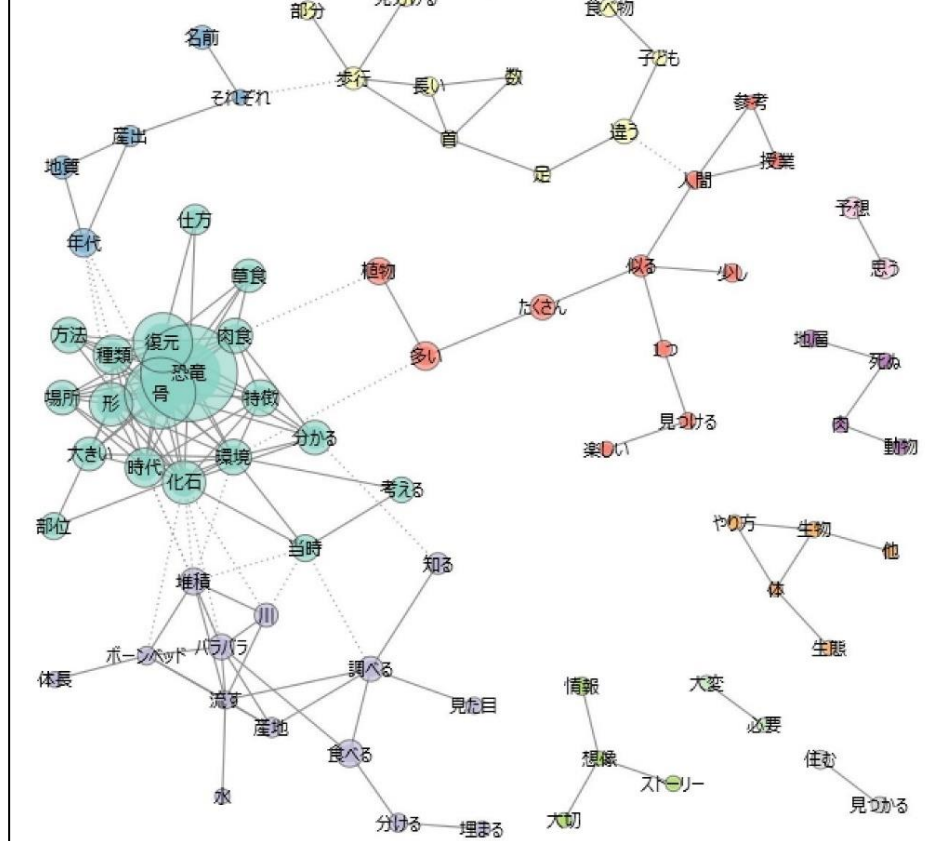 部分
食べ物
名前
子ども
歩行
長い
数
それぞれ
参考
産出
首
違う
地質
足
授業
人間
予想
仕方
年代
思う
草食
植物
似る
少し
たくさん
方法
復元
肉食
地層
種類
多い
1つ
死ぬ
恐竜
場所
形
骨
特徴
見つける
肉
分かる
楽しい
動物
大きい
時代
環境
化石
考える
部位
やり方
生物
当時
他
知る
堆積
体
川
バラバラ
生態
ボーンベッド
調べる
体長
情報
大変
流す
見た目
産地
必要
食べる
想像
住む
ストーリー
水
見つかる
分ける
埋まる
大切